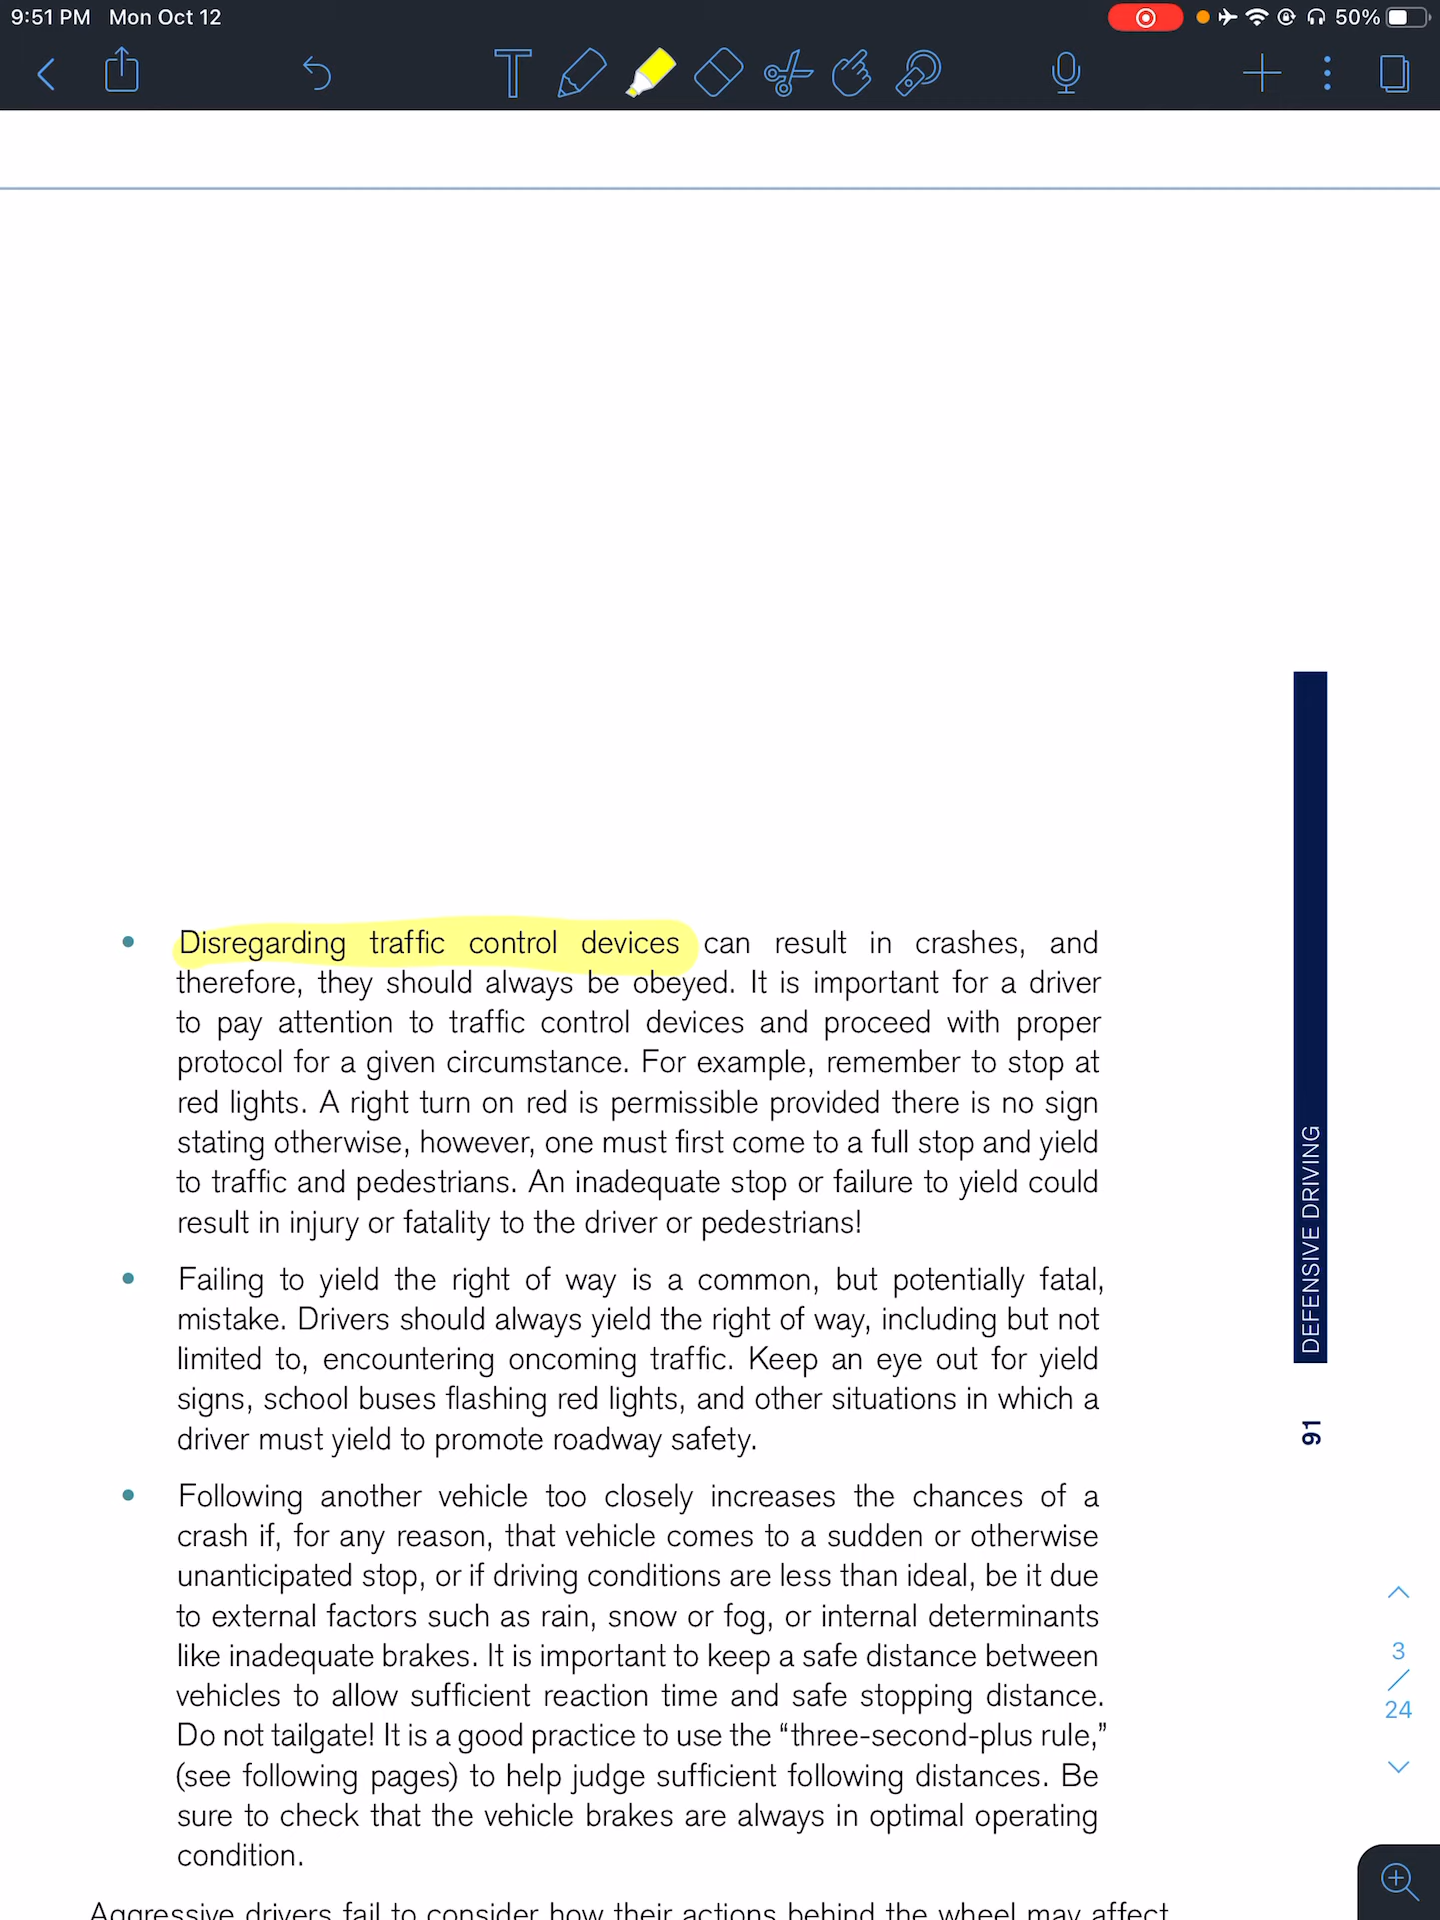 9:51 PM Mon Oct 12
50%
Disregarding traffic control devices can result in crashes, and
therefore, they should always be obeyed. It is important for a driver
to pay attention to traffic control devices and proceed with proper
protocol for a given circumstance. For example, remember to stop at
red lights. A right turn on red is permissible provided there is no sign
stating otherwise, however, one must first come to a full stop and yield
to traffic and pedestrians. An inadequate stop or failure to yield could
result in injury or fatality to the driver or pedestrians!
Failing to yield the right of way is a common, but potentially fatal,
mistake. Drivers should always yield the right of way, including but not
limited to, encountering oncoming traffic. Keep an eye out for yield
signs, school buses flashing red lights, and other situations in which a
driver must yield to promote roadway safety.
Following another vehicle too closely increases the chances of a
crash if, for any reason, that vehicle comes to a sudden or otherwise
unanticipated stop, or if driving conditions are less than ideal, be it due
to external factors such as rain, snow or fog, or internal determinants
like inadequate brakes. It is important to keep a safe distance between
vehicles to allow sufficient reaction time and safe stopping distance.
Do not tailgate! It is a good practice to use the “three-second-plus rule,”
(see following pages) to help judge sufficient following distances. Be
sure to check that the vehicle brakes are always in optimal operating
condition.
Aggressive drivers fail to consider how their actions behind the wheel may affect
DEFENSIVE DRIVING
91
3
/
24